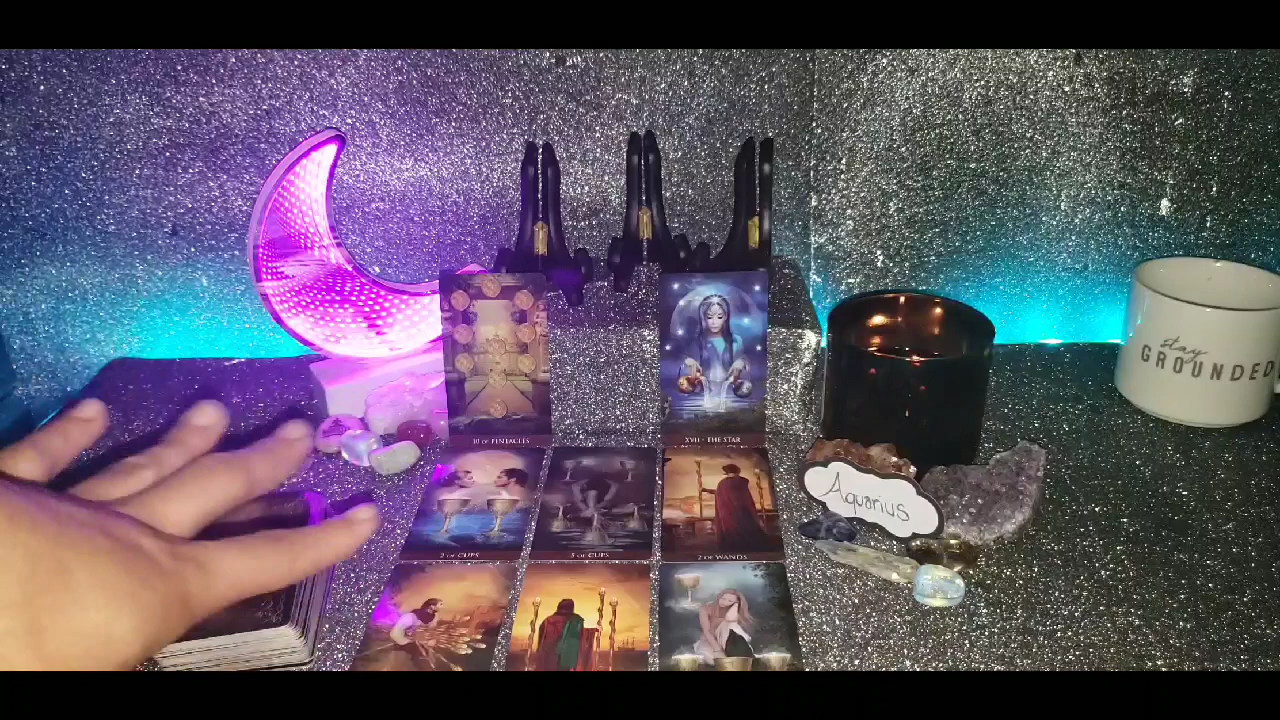 10 OF PENTACLES
XVII • THE STAR
2 OF CUPS
5 OF CUPS
2 OF WANDS
Aquarius
stay
GROUNDED